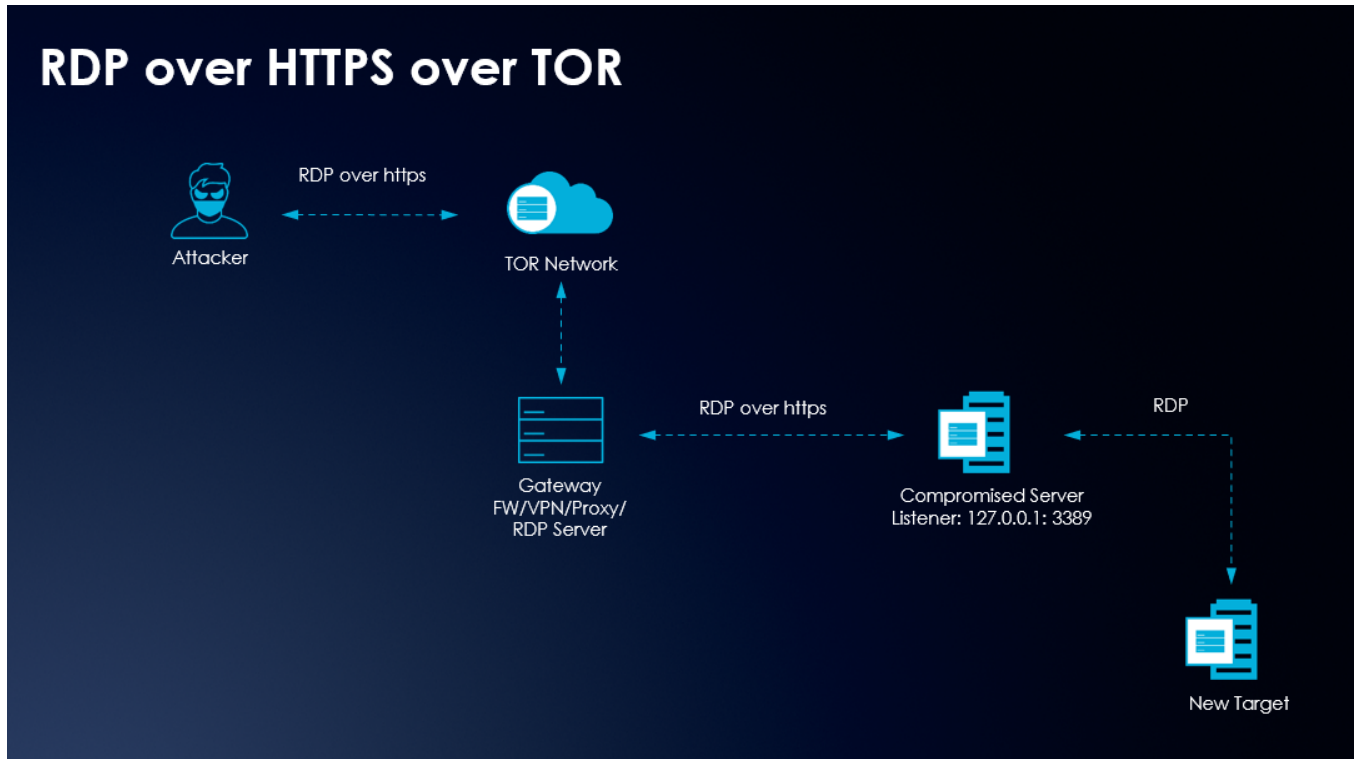 RDP over HTTPS over TOR
RDP over https
Attacker
TOR Network
RDP over https
RDP
Gateway
FW/VPN/Proxy/
RDP Server
Compromised Server
Listener: 127.0.0.1: 3389
New Target